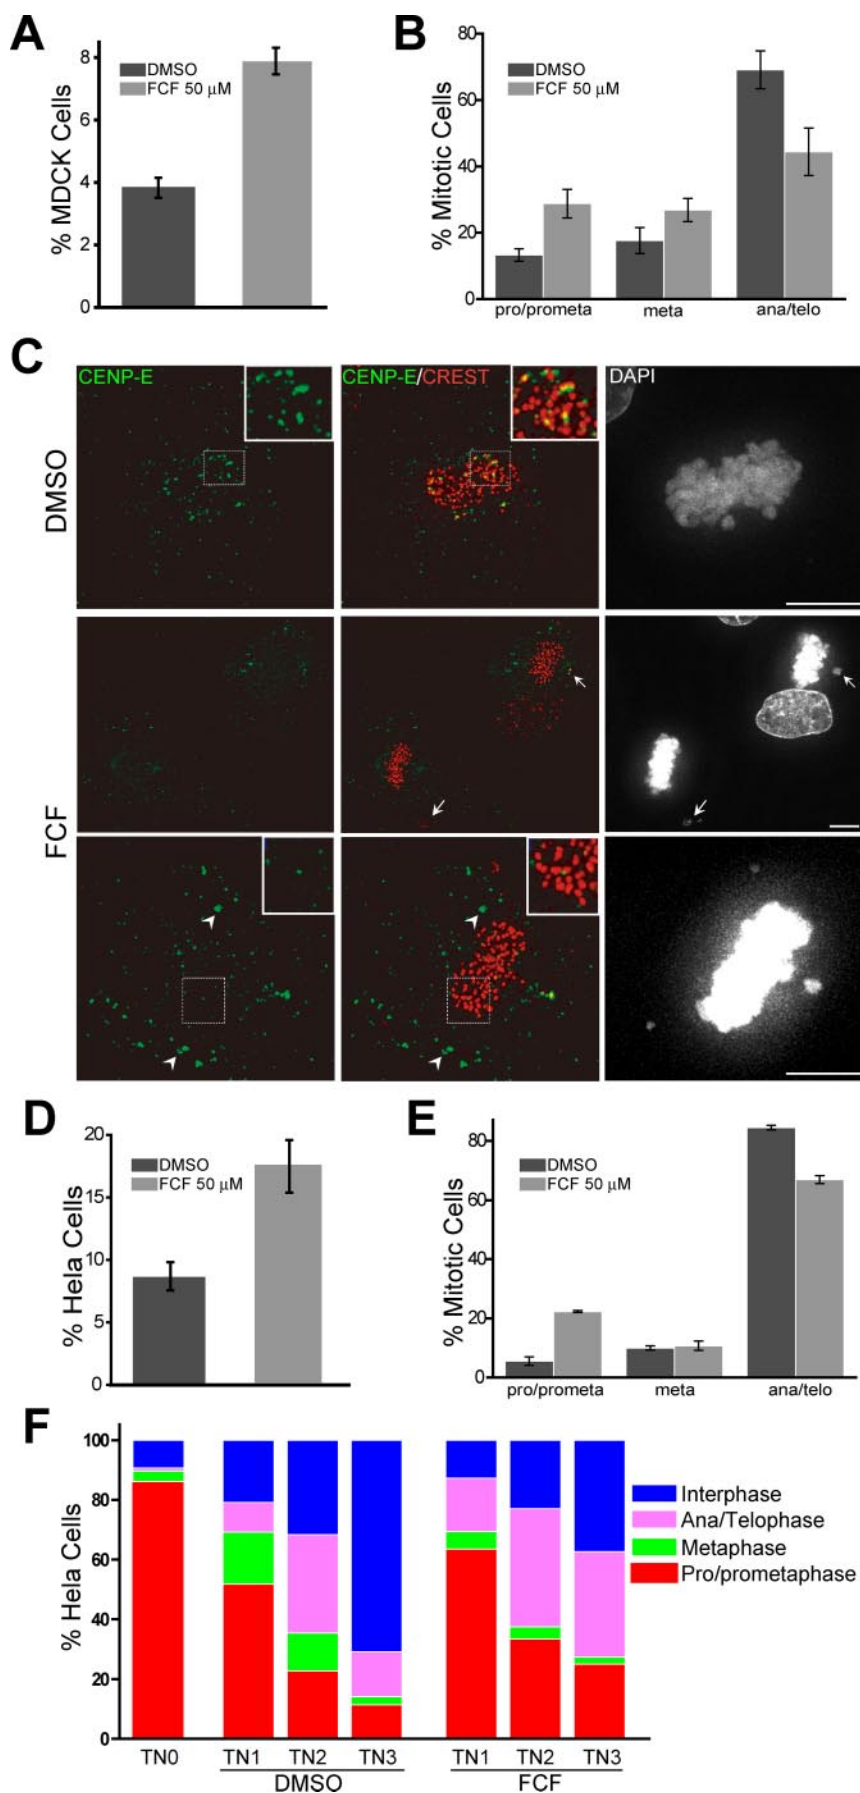 A
% MDCK Cells
8
6
4
2
0
DMSO
FCF 50 μM
B
% Mitotic Cells
80
60
40
20
0
DMSO
FCF 50 μM
pro/prometa meta ana/telo
C
CENP-E CENP-E/CREST DAPI
DMSO
FCF
D
% Hela Cells
20
15
10
5
0
DMSO
FCF 50 μM
E
% Mitotic Cells
80
60
40
20
0
DMSO
FCF 50 μM
pro/prometa meta ana/telo
F
% Hela Cells
100
80
60
40
20
0
Interphase
Ana/Telophase
Metaphase
Pro/prometaphase
TN0 TN1 TN2 TN3 TN1 TN2 TN3
DMSO FCF